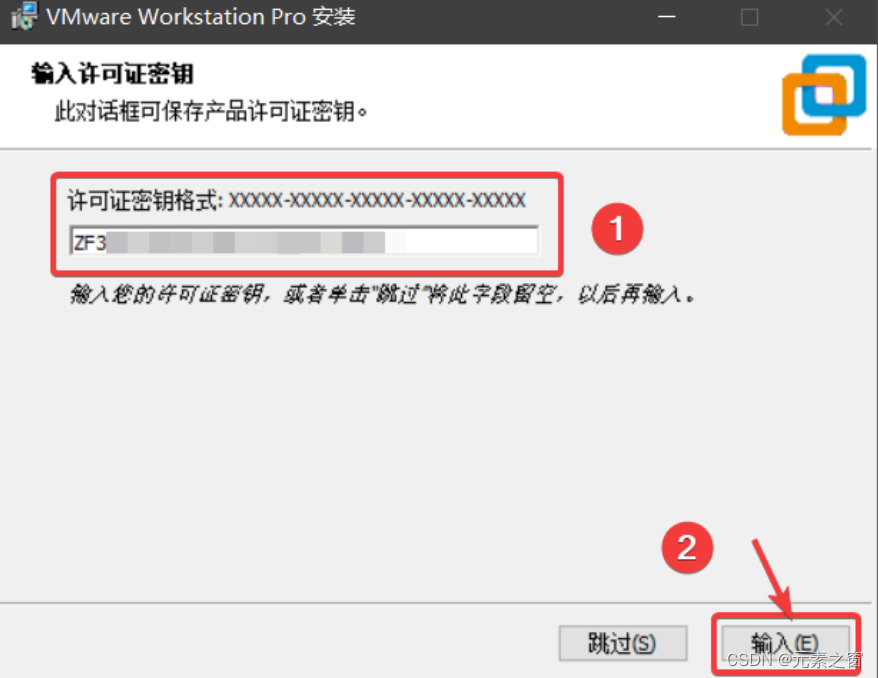 VMware Workstation Pro 安装
输入许可证密钥
此对话框可保存产品许可证密钥。
许可证密钥格式: XXXXX-XXXXX-XXXXX-XXXXX-XXXXX
ZF3
1
输入您的许可证密钥，或者单击"跳过"将此字段留空，以后再输入。
2
跳过(S)
输入(E)
CSDN @元素之窗